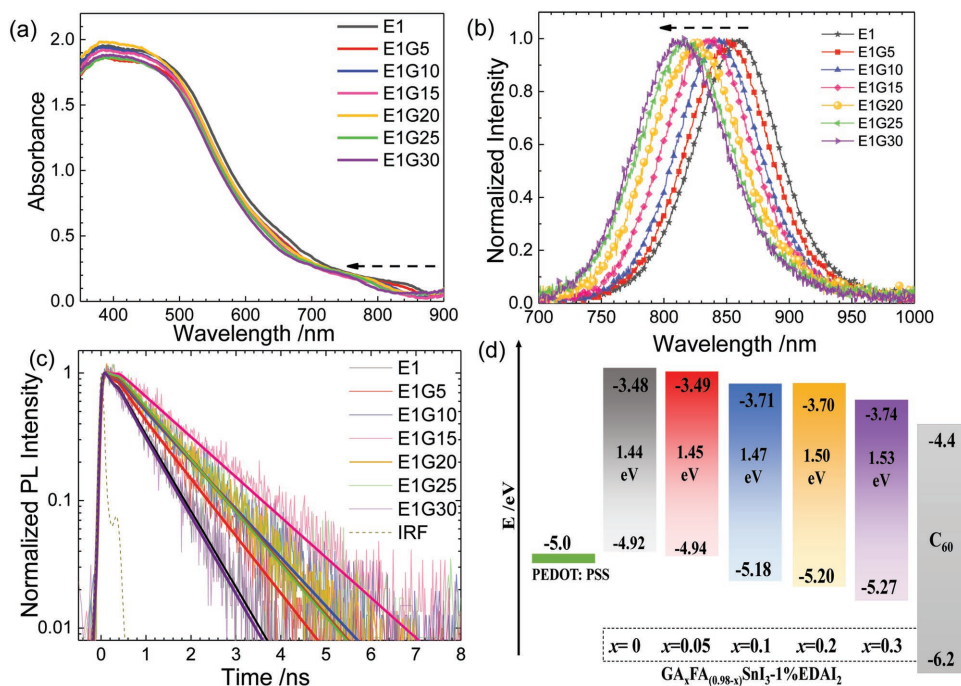 (a)
E1
E1G5
E1G10
E1G15
E1G20
E1G25
E1G30
2.0
1.5
1.0
0.5
0.0
Absorbance
400 500 600 700 800 900
Wavelength /nm
(b)
E1
E1G5
E1G10
E1G15
E1G20
E1G25
E1G30
1.0
0.8
0.6
0.4
0.2
0.0
Normalized Intensity
700 750 800 850 900 950 1000
Wavelength /nm
(c)
E1
E1G5
E1G10
E1G15
E1G20
E1G25
E1G30
IRF
1
0.1
0.01
Normalized PL Intensity
0 1 2 3 4 5 6 7 8
Time /ns
(d)
E /eV
-3.48 -3.49 -3.71 -3.70 -3.74
-4.4
1.44 eV
1.45 eV
1.47 eV
1.50 eV
1.53 eV
-5.0
PEDOT: PSS
-4.92 -4.94 -5.18 -5.20 -5.27
C60
-6.2
x= 0 x=0.05 x=0.1 x=0.2 x=0.3
GAxFA(0.98-x)SnI3-1%EDAI2